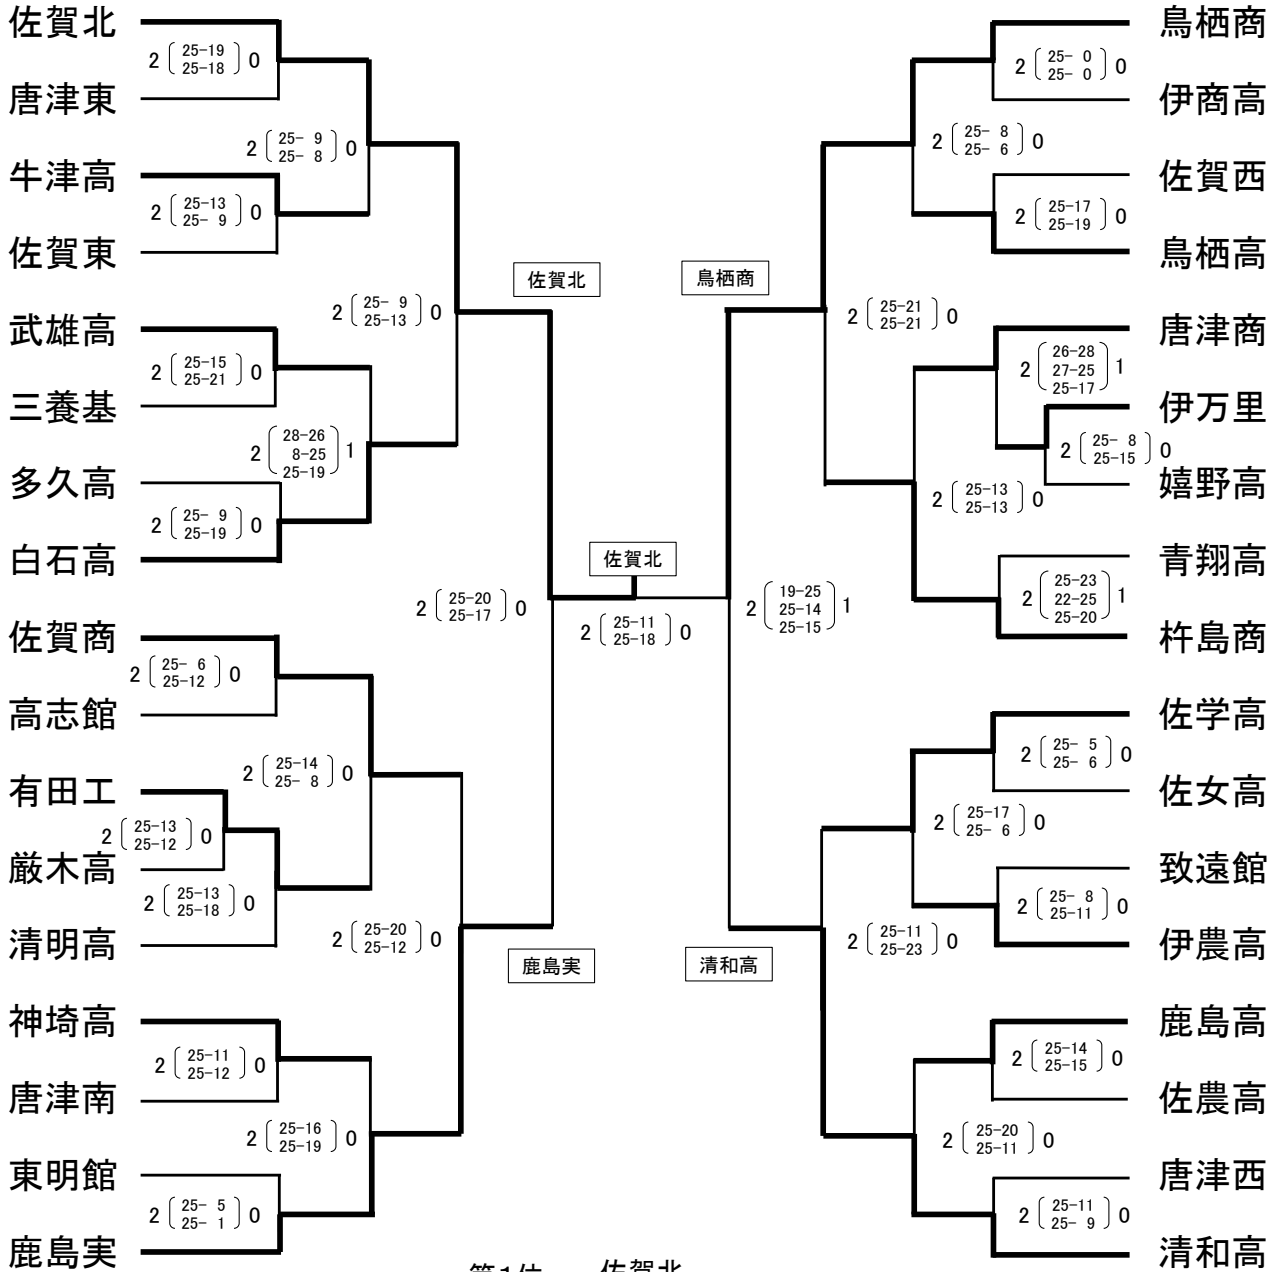 佐賀北
2 25-19 0
25-18
唐津東
2 25- 9 0
25- 8
牛津高
2 25-13 0
25- 9
佐賀東
佐賀北
2 25- 9 0
25-13
武雄高
2 25-15 0
25-21
三養基
2 28-26 1
8-25
25-19
多久高
2 25- 9 0
25-19
白石高
2 25-20 0
25-17
佐賀商
2 25- 6 0
25-12
高志館
2 25-14 0
25- 8
有田工
2 25-13 0
25-12
厳木高
2 25-13 0
25-18
清明高
2 25-20 0
25-12
鹿島実
神埼高
2 25-11 0
25-12
唐津南
2 25-16 0
25-19
東明館
2 25- 5 0
25- 1
鹿島実
佐賀北
2 25-11 0
25-18
鳥栖商
2 25- 0 0
25- 0
伊商高
2 25- 8 0
25- 6
佐賀西
2 25-17 0
25-19
鳥栖高
鳥栖商
2 25-21 0
25-21
唐津商
2 26-28 1
27-25
25-17
伊万里
2 25- 8 0
25-15
嬉野高
2 25-13 0
25-13
青翔高
2 25-23 1
22-25
25-20
杵島商
2 19-25 1
25-14
25-15
佐学高
2 25- 5 0
25- 6
佐女高
2 25-17 0
25- 6
致遠館
2 25- 8 0
25-11
伊農高
2 25-11 0
25-23
清和高
鹿島高
2 25-14 0
25-15
佐農高
2 25-20 0
25-11
唐津西
2 25-11 0
25- 9
清和高
第1位 佐賀北